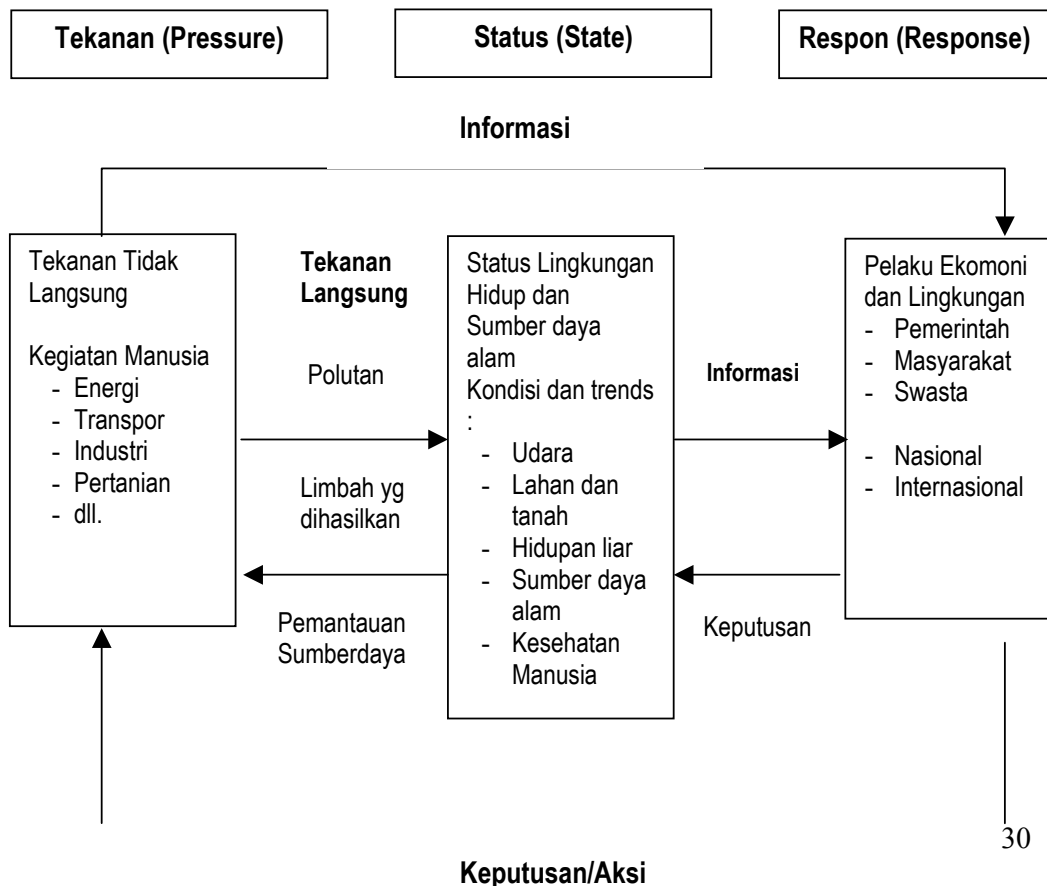 Tekanan (Pressure)
Status (State)
Respon (Response)
Informasi
Tekanan Tidak
Langsung
Kegiatan Manusia
- Energi
- Transpor
- Industri
- Pertanian
- dll.
Tekanan
Langsung
Polutan
Limbah yg
dihasilkan
Pemantauan
Sumberdaya
Status Lingkungan
Hidup dan
Sumber daya
alam
Kondisi dan trends
:
- Udara
- Lahan dan
tanah
- Hidupan liar
- Sumber daya
alam
- Kesehatan
Manusia
Informasi
Keputusan
Pelaku Ekomoni
dan Lingkungan
- Pemerintah
- Masyarakat
- Swasta
- Nasional
- Internasional
30
Keputusan/Aksi